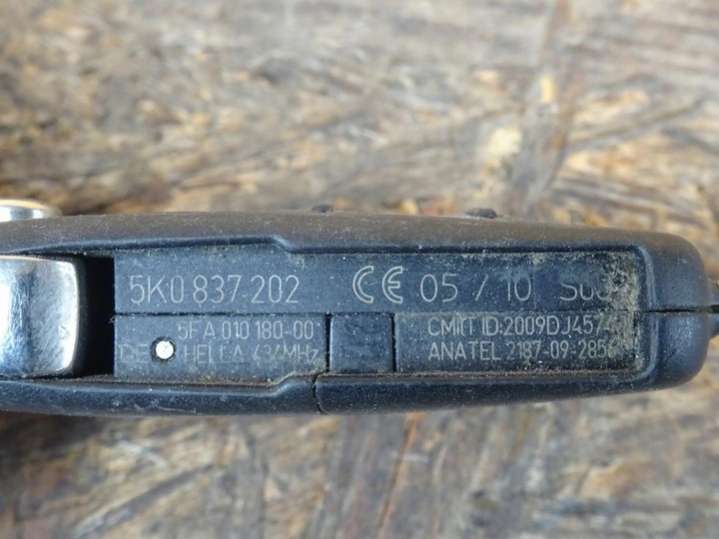 5K0 837 202 CE 05 / 10
5FA 010 180-00
HELLA 434MHz
CMIIT ID:2009DJ4574
ANATEL 2187-09-2856